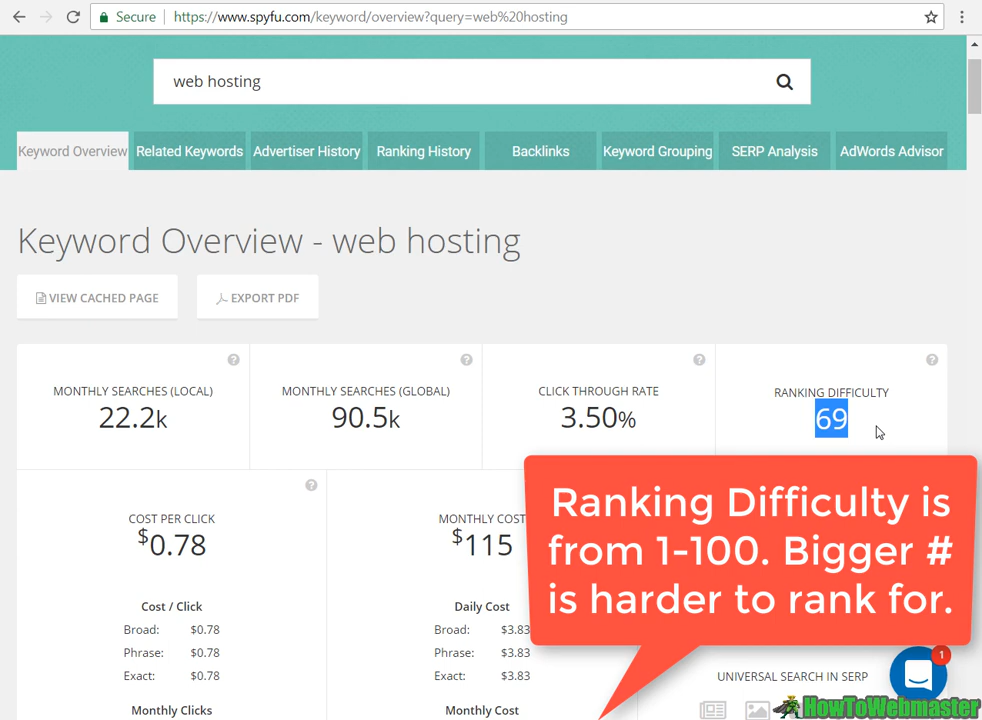 Secure
https://www.spyfu.com/keyword/overview?query=web%20hosting
web hosting
Keyword Overview
Related Keywords
Advertiser History
Ranking History
Backlinks
Keyword Grouping
SERP Analysis
AdWords Advisor
Keyword Overview - web hosting
VIEW CACHED PAGE
EXPORT PDF
MONTHLY SEARCHES (LOCAL)
22.2k
MONTHLY SEARCHES (GLOBAL)
90.5k
CLICK THROUGH RATE
3.50%
RANKING DIFFICULTY
69
COST PER CLICK
$0.78
Cost / Click
Broad: $0.78
Phrase: $0.78
Exact: $0.78
Monthly Clicks
MONTHLY COST
$115
Daily Cost
Broad: $3.83
Phrase: $3.83
Exact: $3.83
Monthly Cost
Ranking Difficulty is
from 1-100. Bigger #
is harder to rank for.
UNIVERSAL SEARCH IN SERP
1
HowToWebmaster